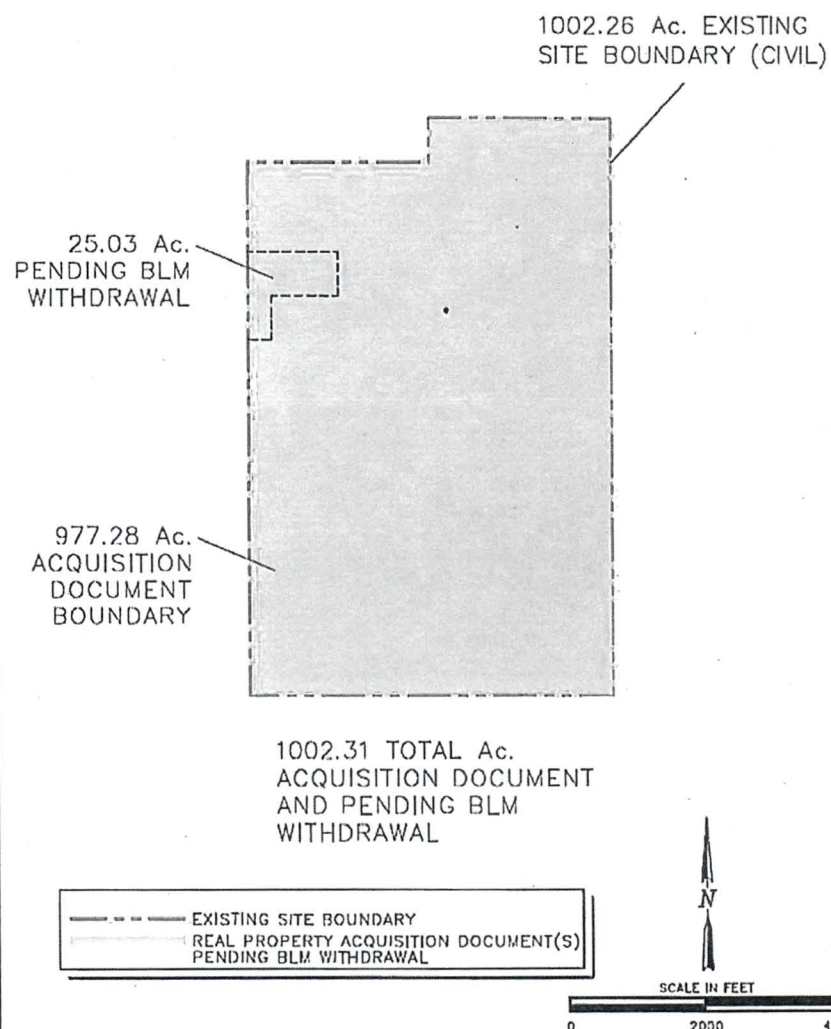 1002.26 Ac. EXISTING
SITE BOUNDARY (CIVIL)
25.03 Ac.
PENDING BLM
WITHDRAWAL
977.28 Ac.
ACQUISITION
DOCUMENT
BOUNDARY
1002.31 TOTAL Ac.
ACQUISITION DOCUMENT
AND PENDING BLM
WITHDRAWAL
N
EXISTING SITE BOUNDARY
REAL PROPERTY ACQUISITION DOCUMENT(S)
PENDING BLM WITHDRAWAL
SCALE IN FEET
0 2000